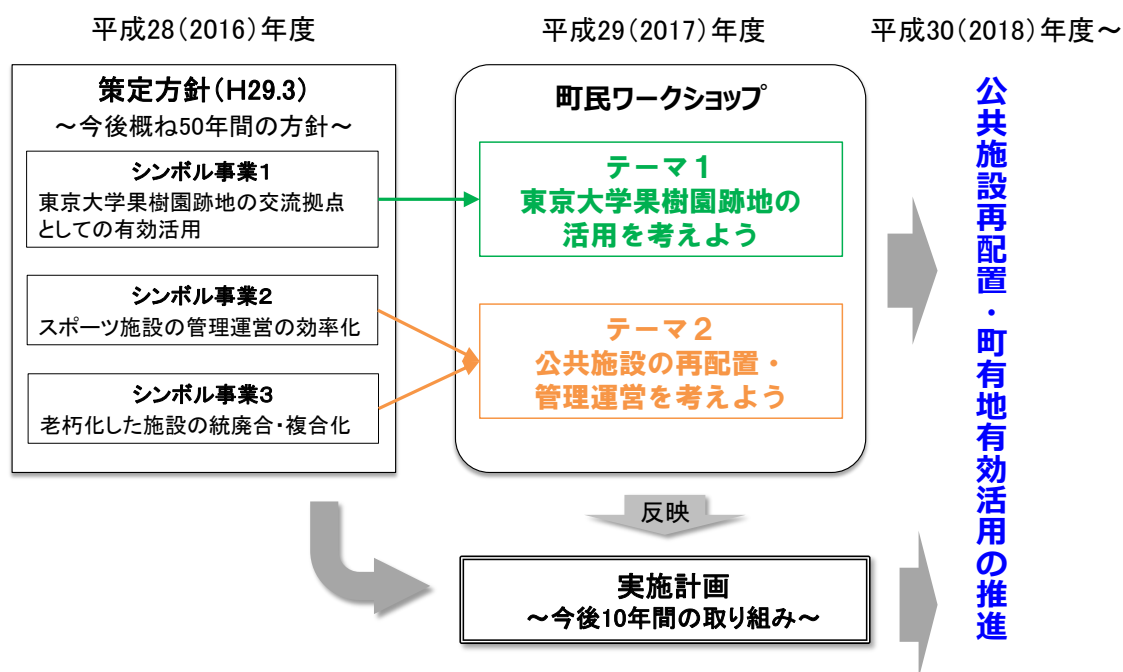 平成28(2016)年度
平成29(2017)年度
平成30(2018)年度～
策定方針(H29.3)
～今後概ね50年間の方針～
シンボル事業1
東京大学果樹園跡地の交流拠点
としての有効活用
シンボル事業2
スポーツ施設の管理運営の効率化
シンボル事業3
老朽化した施設の統廃合・複合化
町民ワークショップ
テーマ１
東京大学果樹園跡地の
活用を考えよう
テーマ２
公共施設の再配置・
管理運営を考えよう
反映
実施計画
～今後10年間の取り組み～
公共施設再配置・町有地有効活用の推進